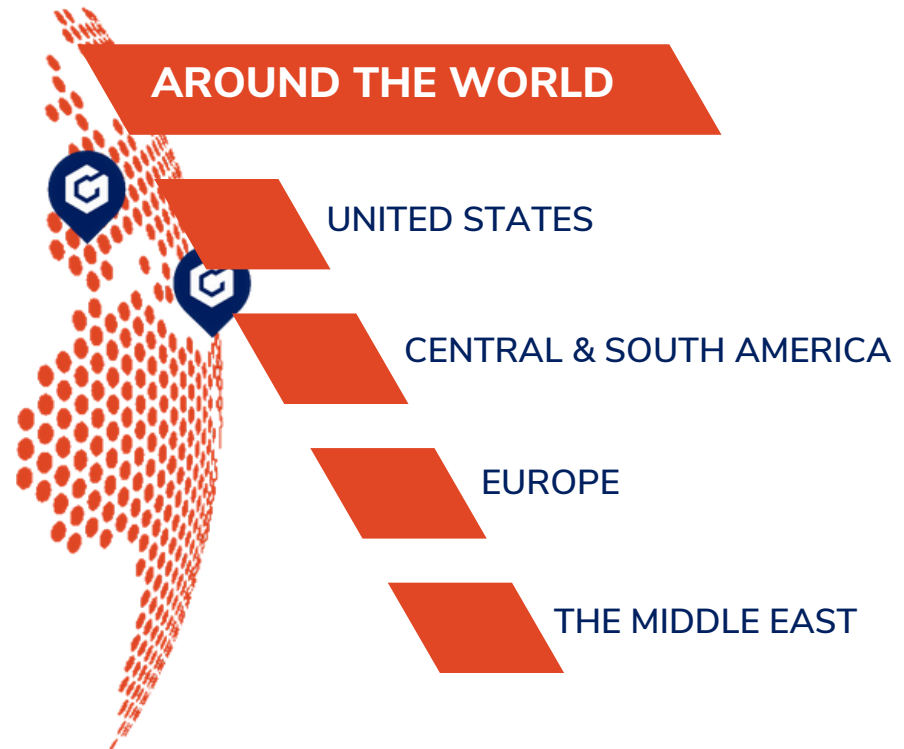 AROUND THE WORLD
UNITED STATES
CENTRAL & SOUTH AMERICA
EUROPE
THE MIDDLE EAST